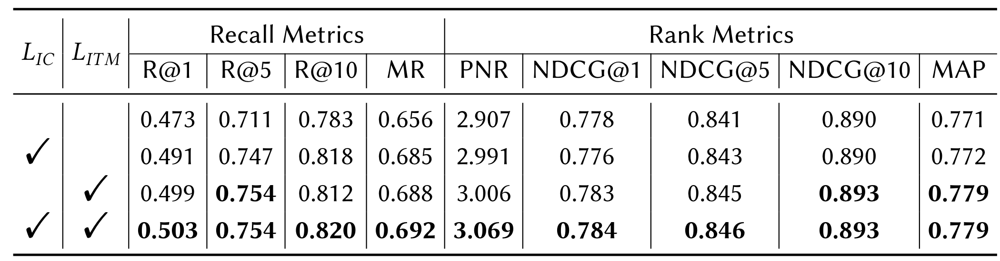 Recall Metrics Rank Metrics
L_IC L_ITM
R@1 R@5 R@10 MR PNR NDCG@1 NDCG@5 NDCG@10 MAP
0.473 0.711 0.783 0.656 2.907 0.778 0.841 0.890 0.771
✓ 0.491 0.747 0.818 0.685 2.991 0.776 0.843 0.890 0.772
✓ 0.499 0.754 0.812 0.688 3.006 0.783 0.845 0.893 0.779
✓ ✓ 0.503 0.754 0.820 0.692 3.069 0.784 0.846 0.893 0.779